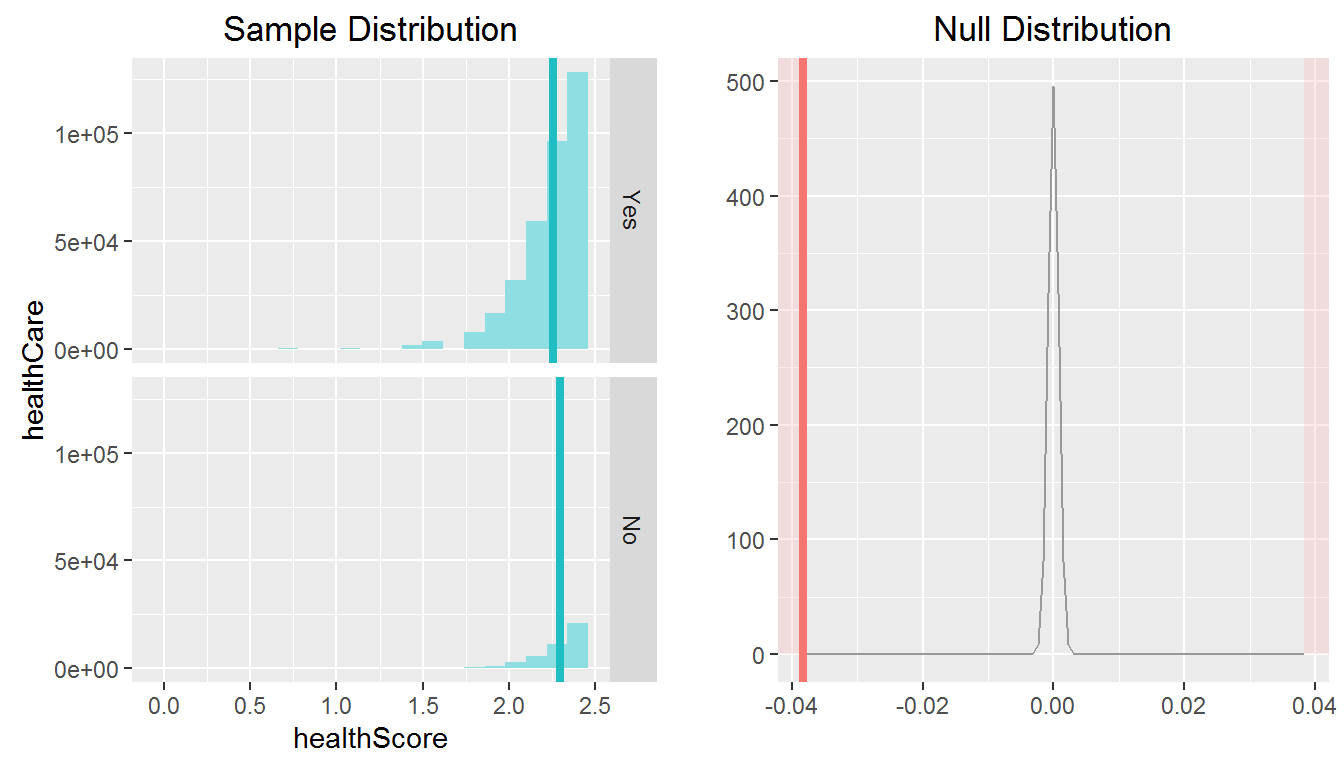 Sample Distribution
healthCare
1e+05
5e+04
0e+00
Yes
1e+05
5e+04
0e+00
No
0.0 0.5 1.0 1.5 2.0 2.5
healthScore
Null Distribution
500
400
300
200
100
0
-0.04 -0.02 0.00 0.02 0.04